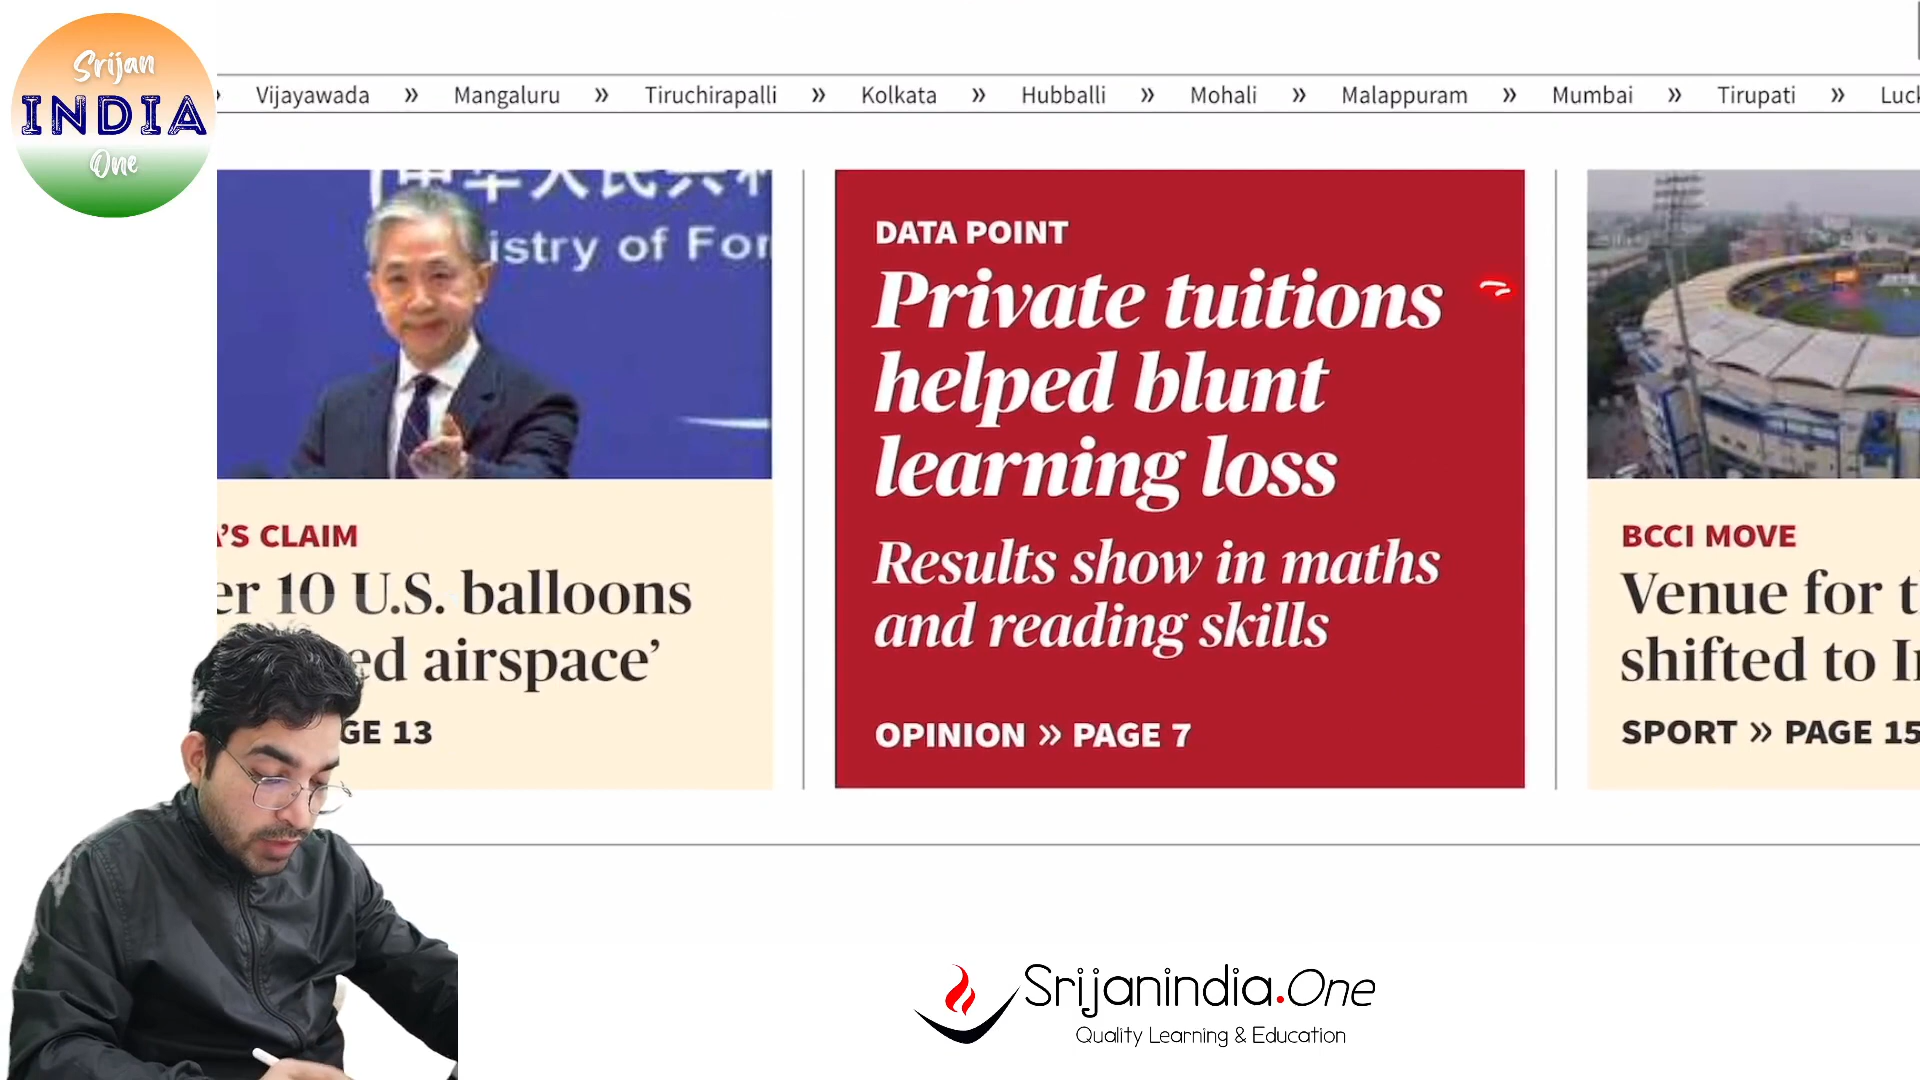 Srijan
INDIA
One
Vijayawada » Mangaluru » Tiruchirapalli » Kolkata » Hubballi » Mohali » Malappuram » Mumbai » Tirupati » Luck
istry of For
’S CLAIM
er 10 U.S. balloons
ed airspace’
GE 13
DATA POINT
Private tuitions
helped blunt
learning loss
Results show in maths
and reading skills
OPINION » PAGE 7
BCCI MOVE
Venue for t
shifted to I
SPORT » PAGE 15
Srijanindia.One
Quality Learning & Education